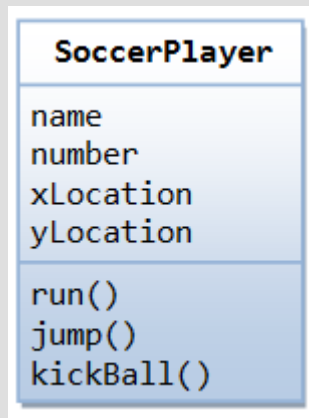 SoccerPlayer
name
number
xLocation
yLocation
run()
jump()
kickBall()